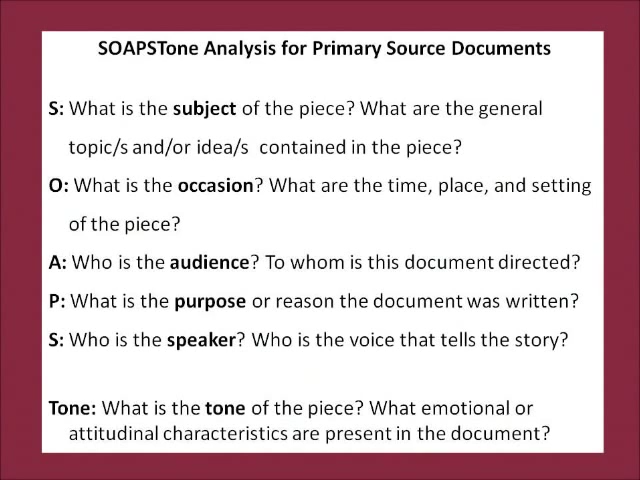 SOAPSTone Analysis for Primary Source Documents
S: What is the subject of the piece? What are the general
topic/s and/or idea/s contained in the piece?
O: What is the occasion? What are the time, place, and setting
of the piece?
A: Who is the audience? To whom is this document directed?
P: What is the purpose or reason the document was written?
S: Who is the speaker? Who is the voice that tells the story?
Tone: What is the tone of the piece? What emotional or
attitudinal characteristics are present in the document?